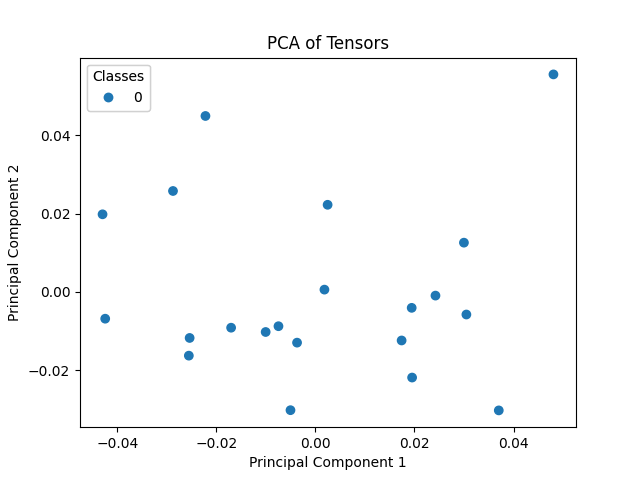 PCA of Tensors
Classes
0
Principal Component 2
0.04
0.02
0.00
−0.02
−0.04
−0.02
0.00
0.02
0.04
Principal Component 1